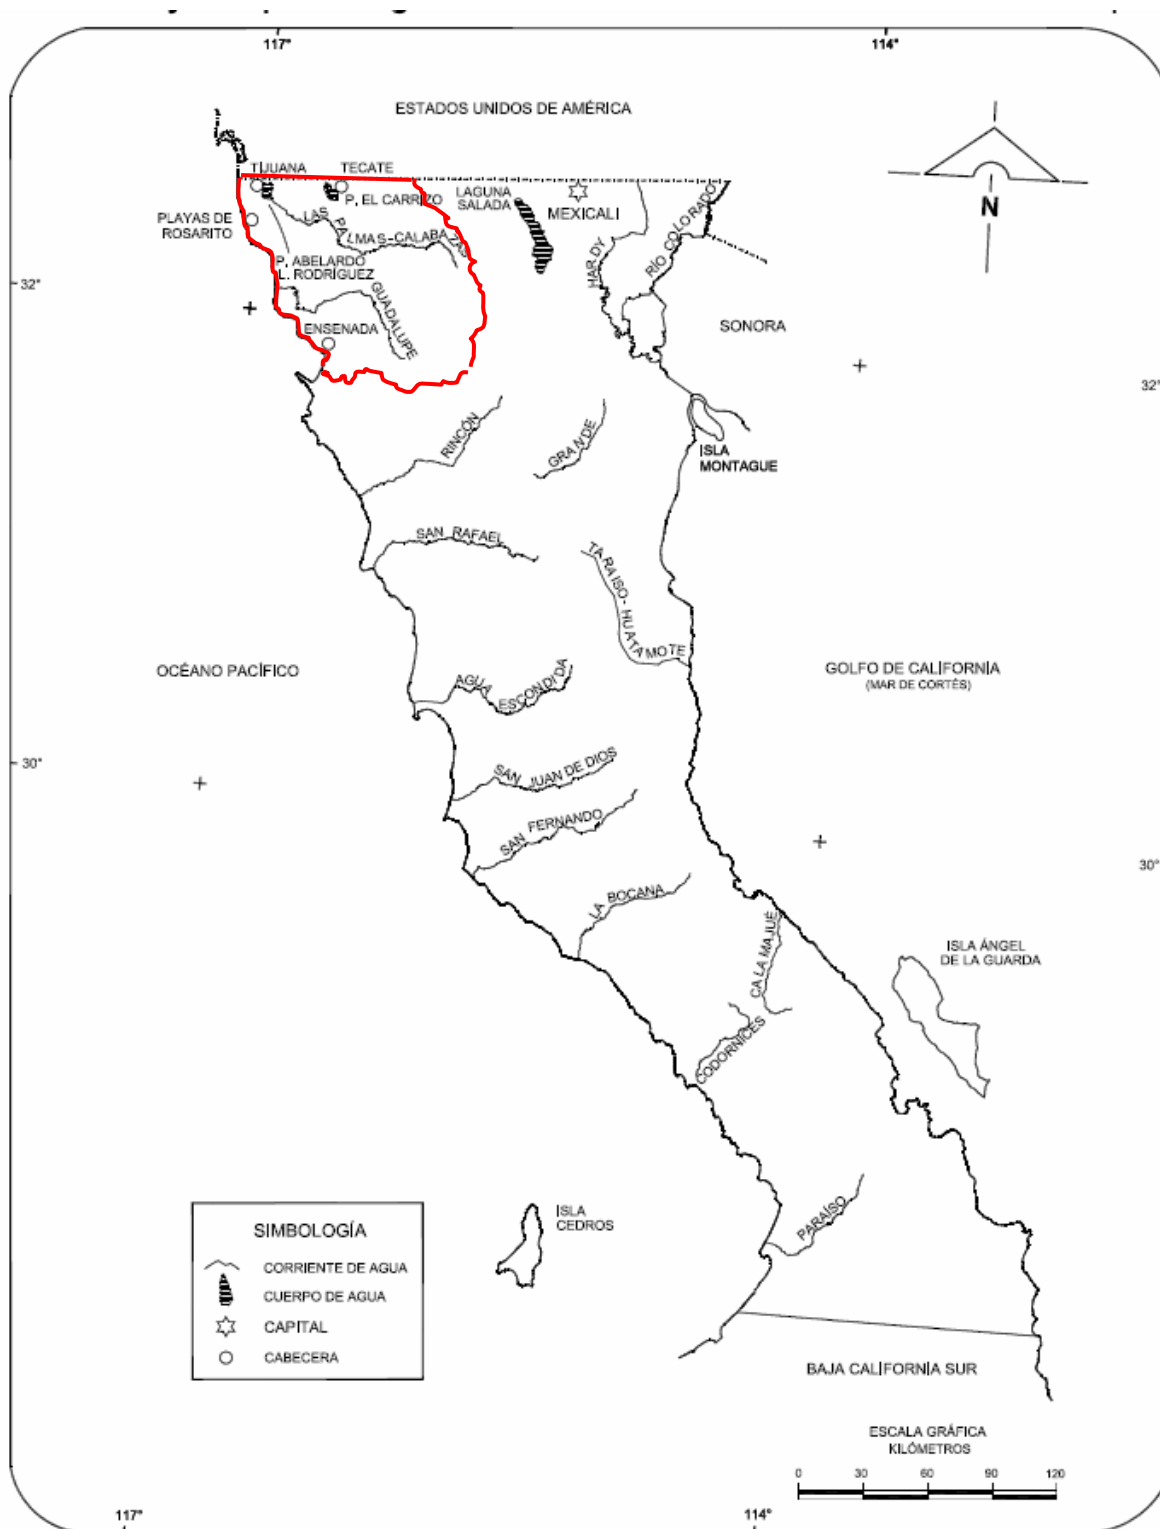 117°
114°
ESTADOS UNIDOS DE AMÉRICA
TIJUANA
TECATE
P. EL CARRIZO
LAGUNA
SALADA
MEXICALI
N
PLAYAS DE
ROSARITO
LAS PALMAS-CALABAZAS
HARDY
RÍO COLORADO
P. ABELARDO
L. RODRÍGUEZ
32°
GUADALUPE
ENSENADA
SONORA
32°
RINCÓN
GRANDE
ISLA
MONTAGUE
SAN RAFAEL
TARAISO-HUATAMOTE
OCÉANO PACÍFICO
GOLFO DE CALIFORNIA
(MAR DE CORTÉS)
AGUA ESCONDIDA
30°
SAN JUAN DE DIOS
SAN FERNANDO
30°
LA BOCANA
CALAMAJUÉ
ISLA ÁNGEL
DE LA GUARDA
CODORNICES
PARAÍSO
ISLA
CEDROS
SIMBOLOGÍA
CORRIENTE DE AGUA
CUERPO DE AGUA
CAPITAL
CABECERA
BAJA CALIFORNIA SUR
ESCALA GRÁFICA
KILÓMETROS
0 30 60 90 120
117°
114°